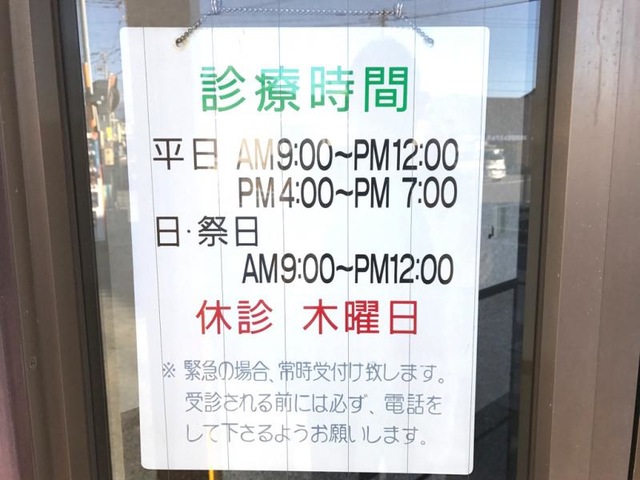 診療時間
平日 AM9:00～PM12:00
PM4:00～PM 7:00
日・祭日
AM9:00～PM12:00
休診 木曜日
※ 緊急の場合、常時受付け致します。
受診される前には必ず、電話を
して下さるようお願いします。